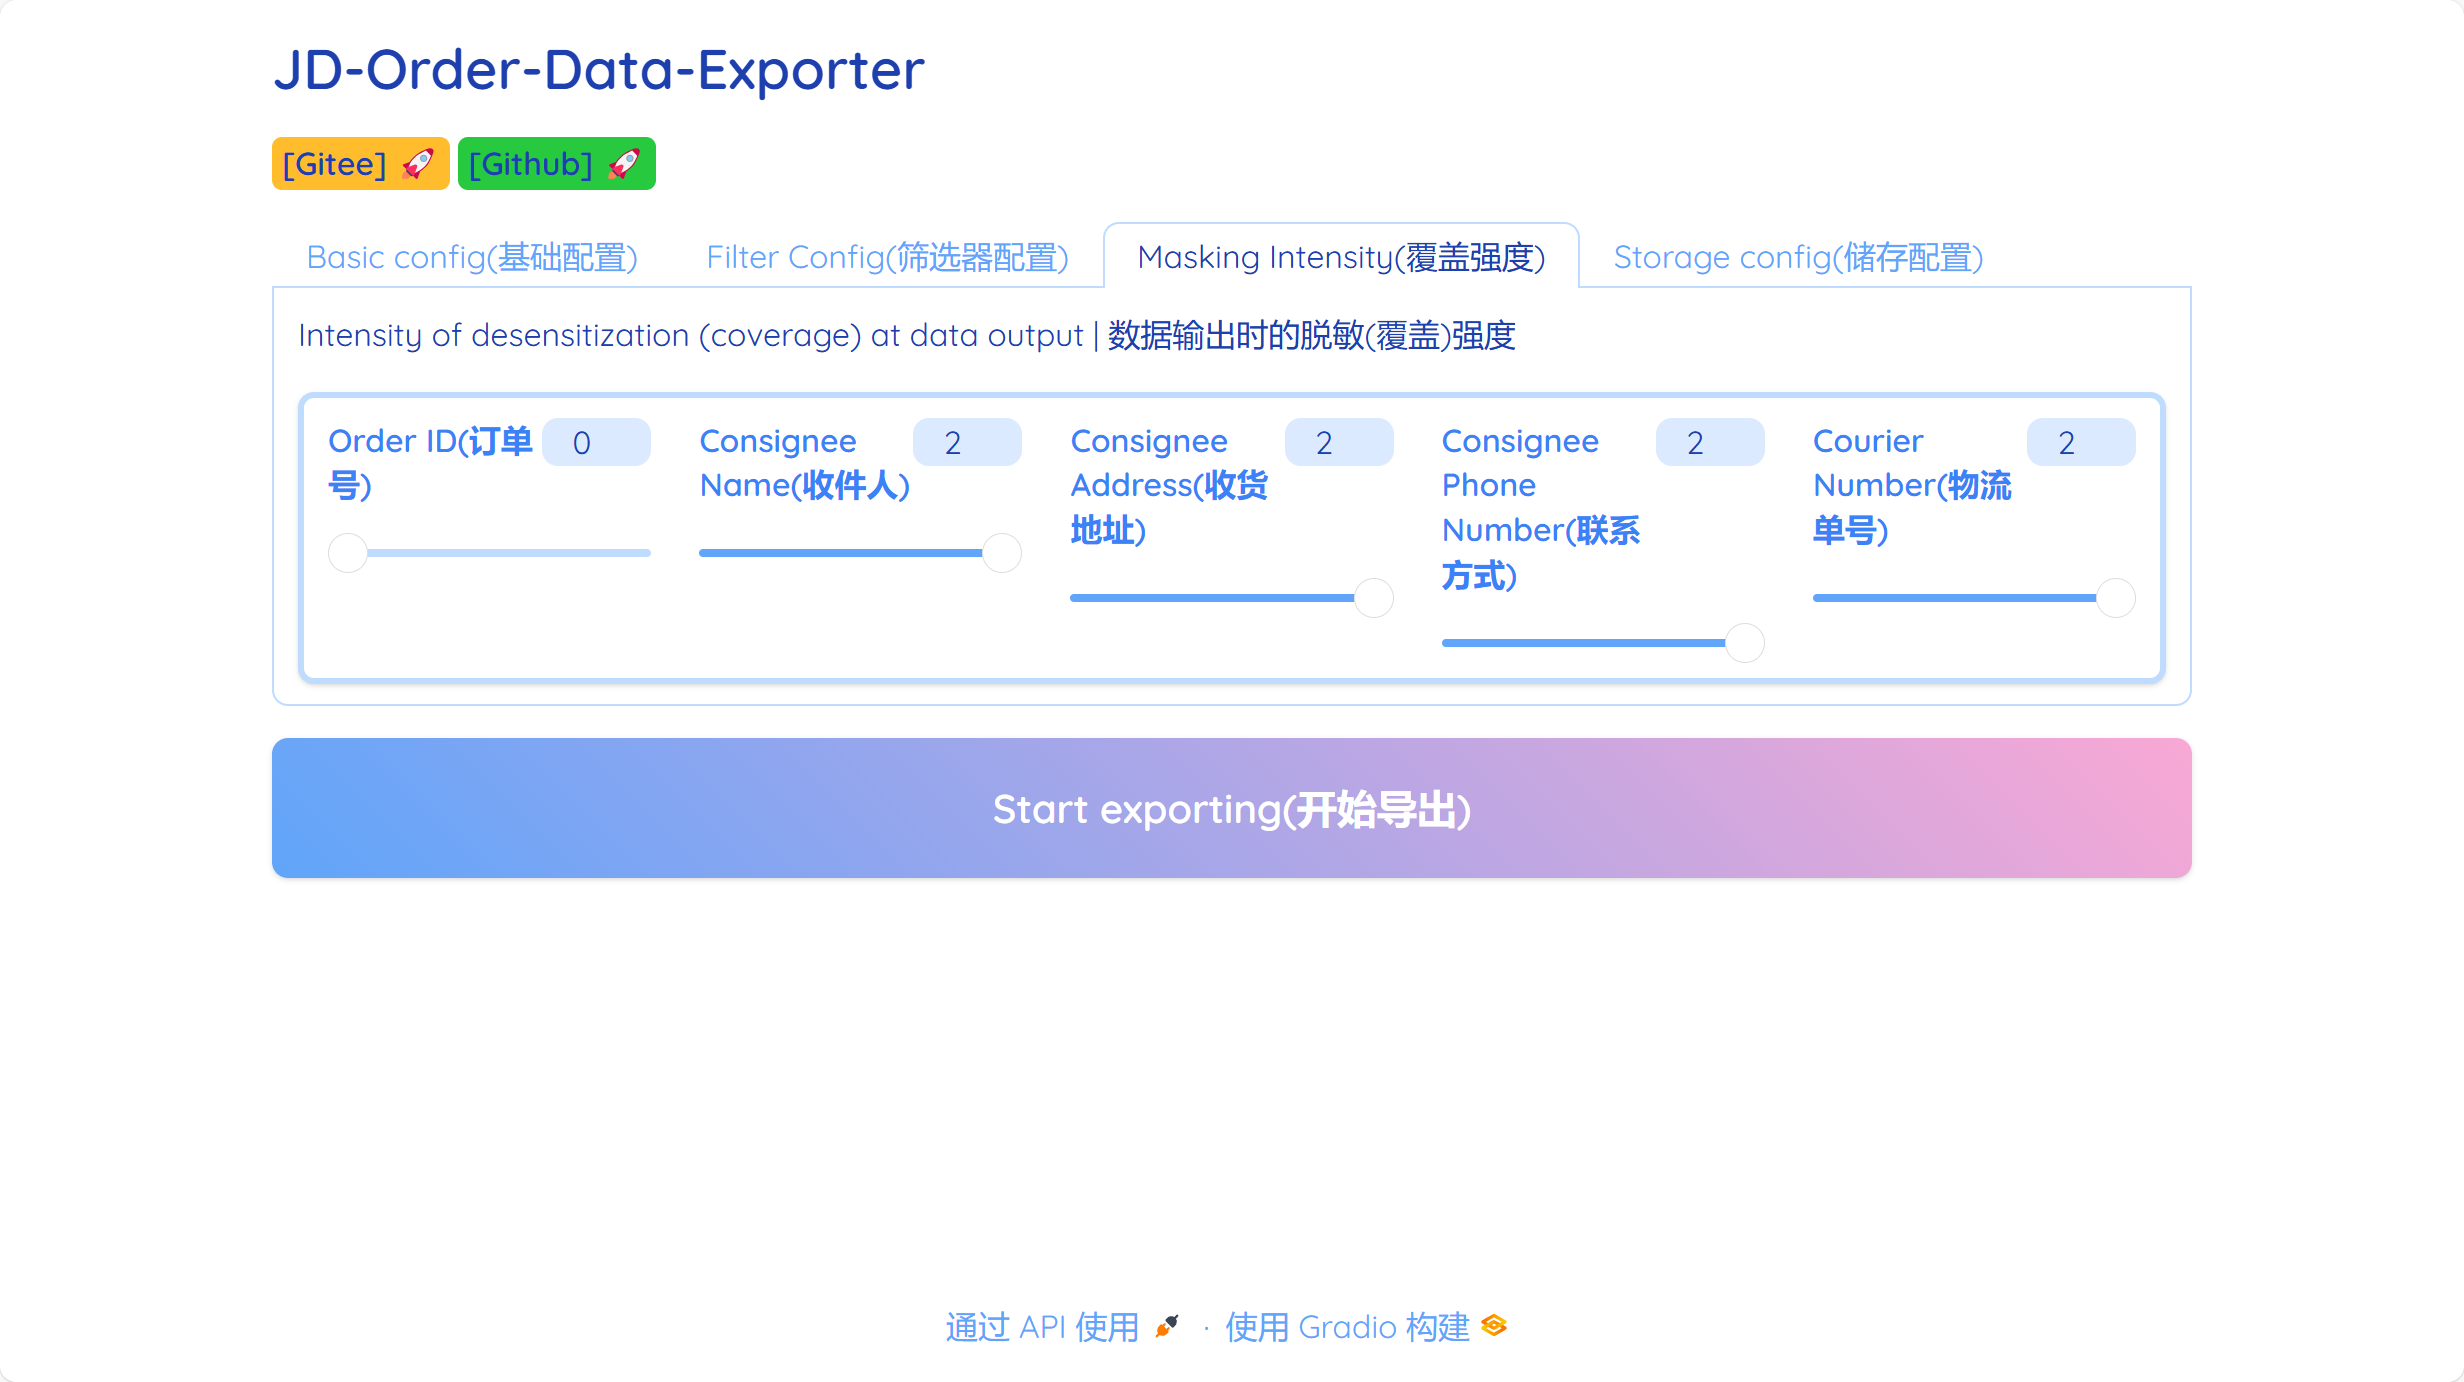 JD-Order-Data-Exporter
[Gitee] 🚀 [Github] 🚀
Basic config(基础配置) Filter Config(筛选器配置) Masking Intensity(覆盖强度) Storage config(储存配置)
Intensity of desensitization (coverage) at data output | 数据输出时的脱敏(覆盖)强度
Order ID(订单
号)
0
Consignee
Name(收件人)
2
Consignee
Address(收货
地址)
2
Consignee
Phone
Number(联系
方式)
2
Courier
Number(物流
单号)
2
Start exporting(开始导出)
通过 API 使用 · 使用 Gradio 构建